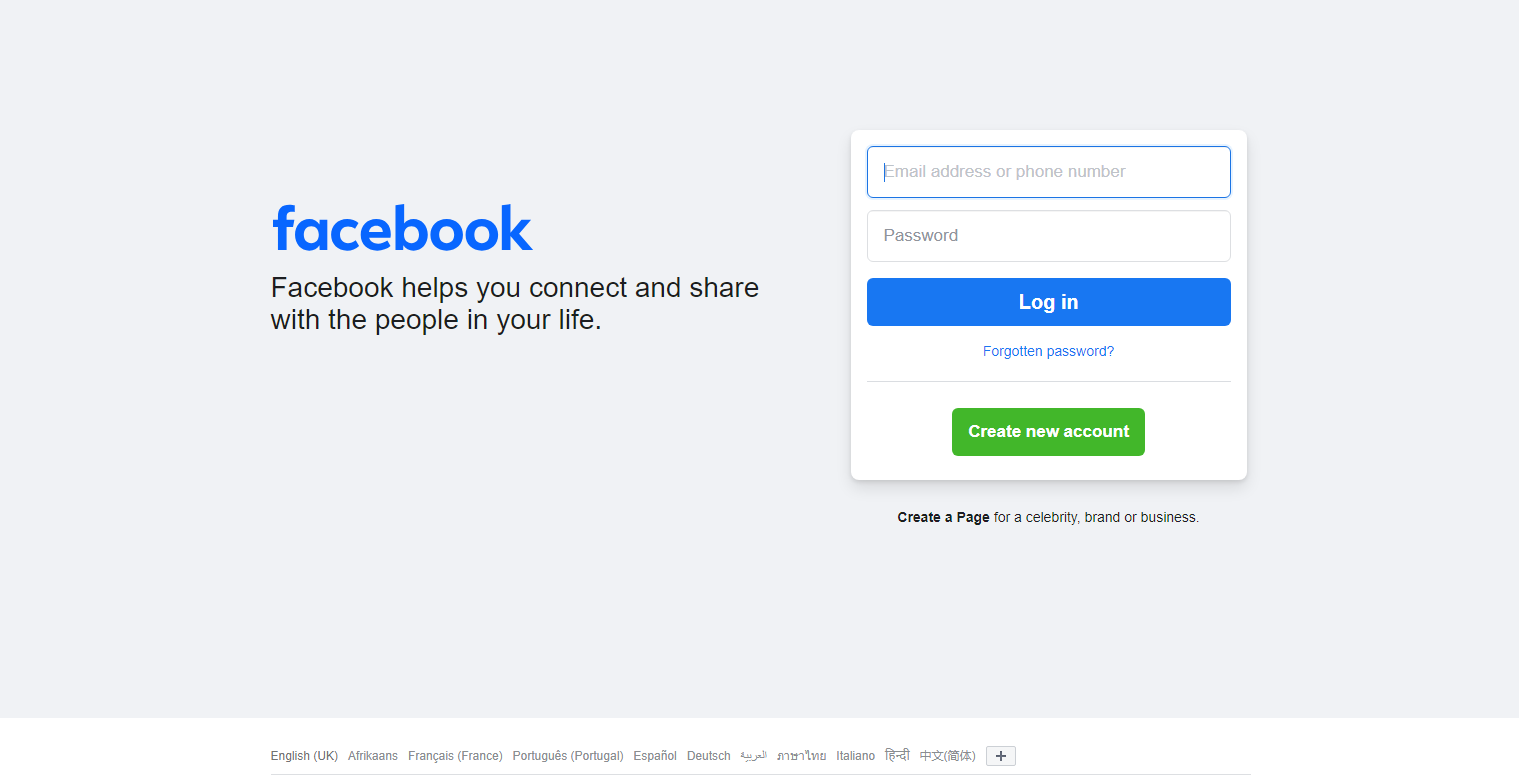 facebook
Facebook helps you connect and share
with the people in your life.
Email address or phone number
Password
Log in
Forgotten password?
Create new account
Create a Page for a celebrity, brand or business.
English (UK) Afrikaans Français (France) Português (Portugal) Español Deutsch العربية ภาษาไทย Italiano हिन्दी 中文(简体) +